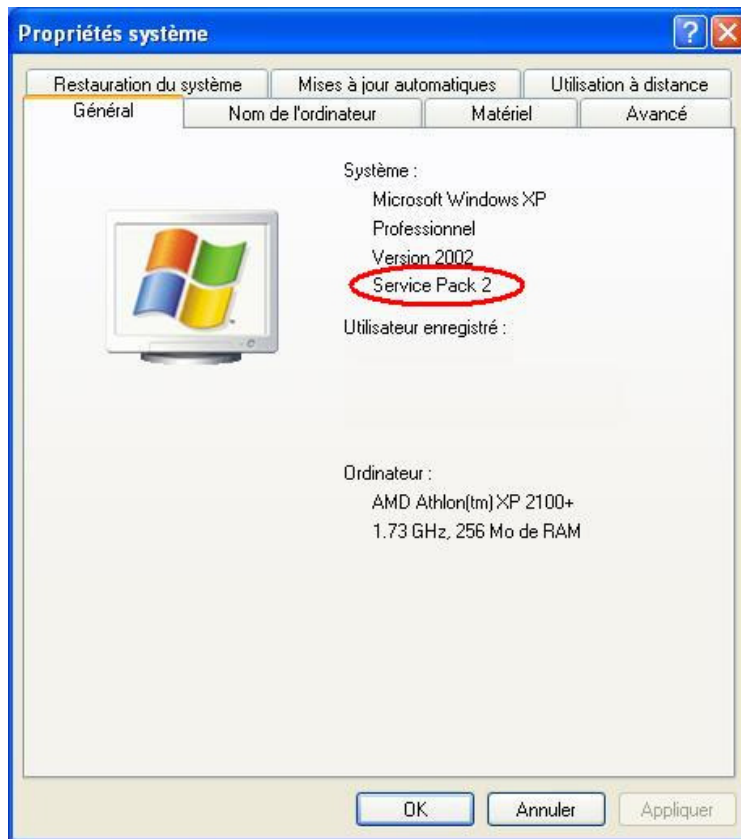 Propriétés système
Restauration du système Mises à jour automatiques Utilisation à distance
Général Nom de l'ordinateur Matériel Avancé
Système :
Microsoft Windows XP
Professionnel
Version 2002
Service Pack 2
Utilisateur enregistré :
Ordinateur :
AMD Athlon(tm) XP 2100+
1.73 GHz, 256 Mo de RAM
OK Annuler Appliquer